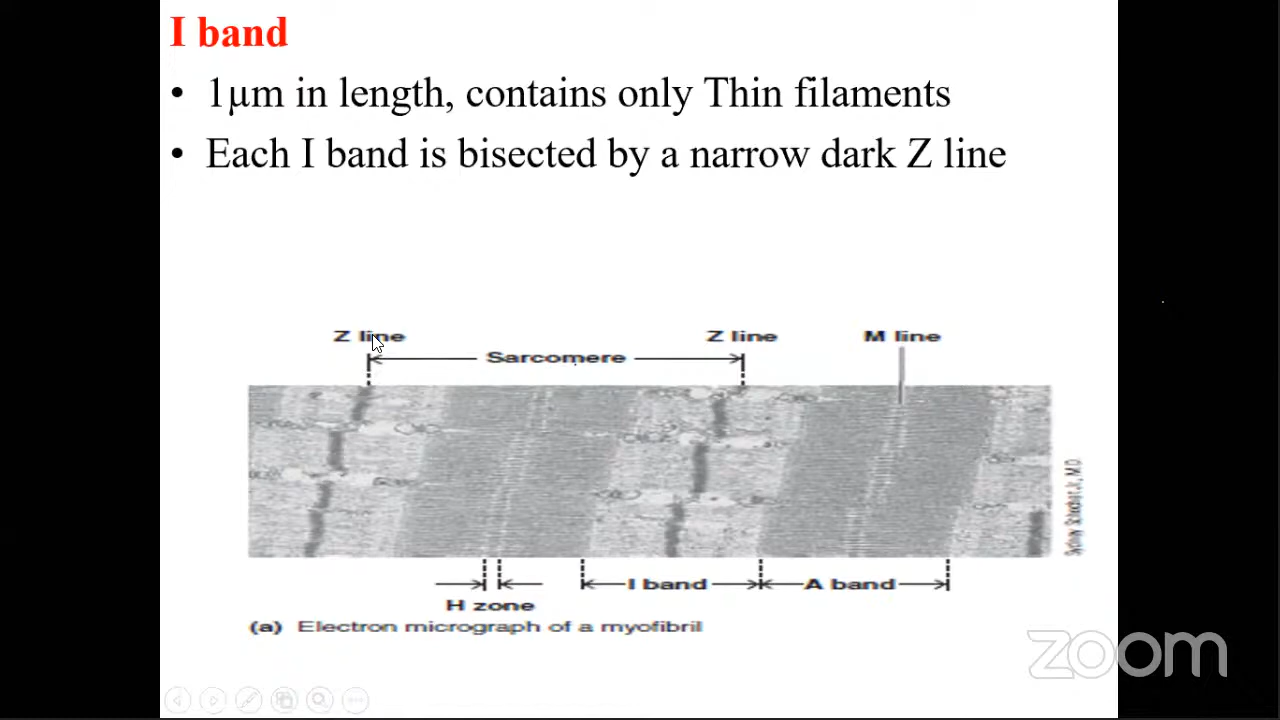 I band
• 1µm in length, contains only Thin filaments
• Each I band is bisected by a narrow dark Z line
Z line
Z line
M line
Sarcomere
I band
A band
H zone
(a) Electron micrograph of a myofibril
zoom